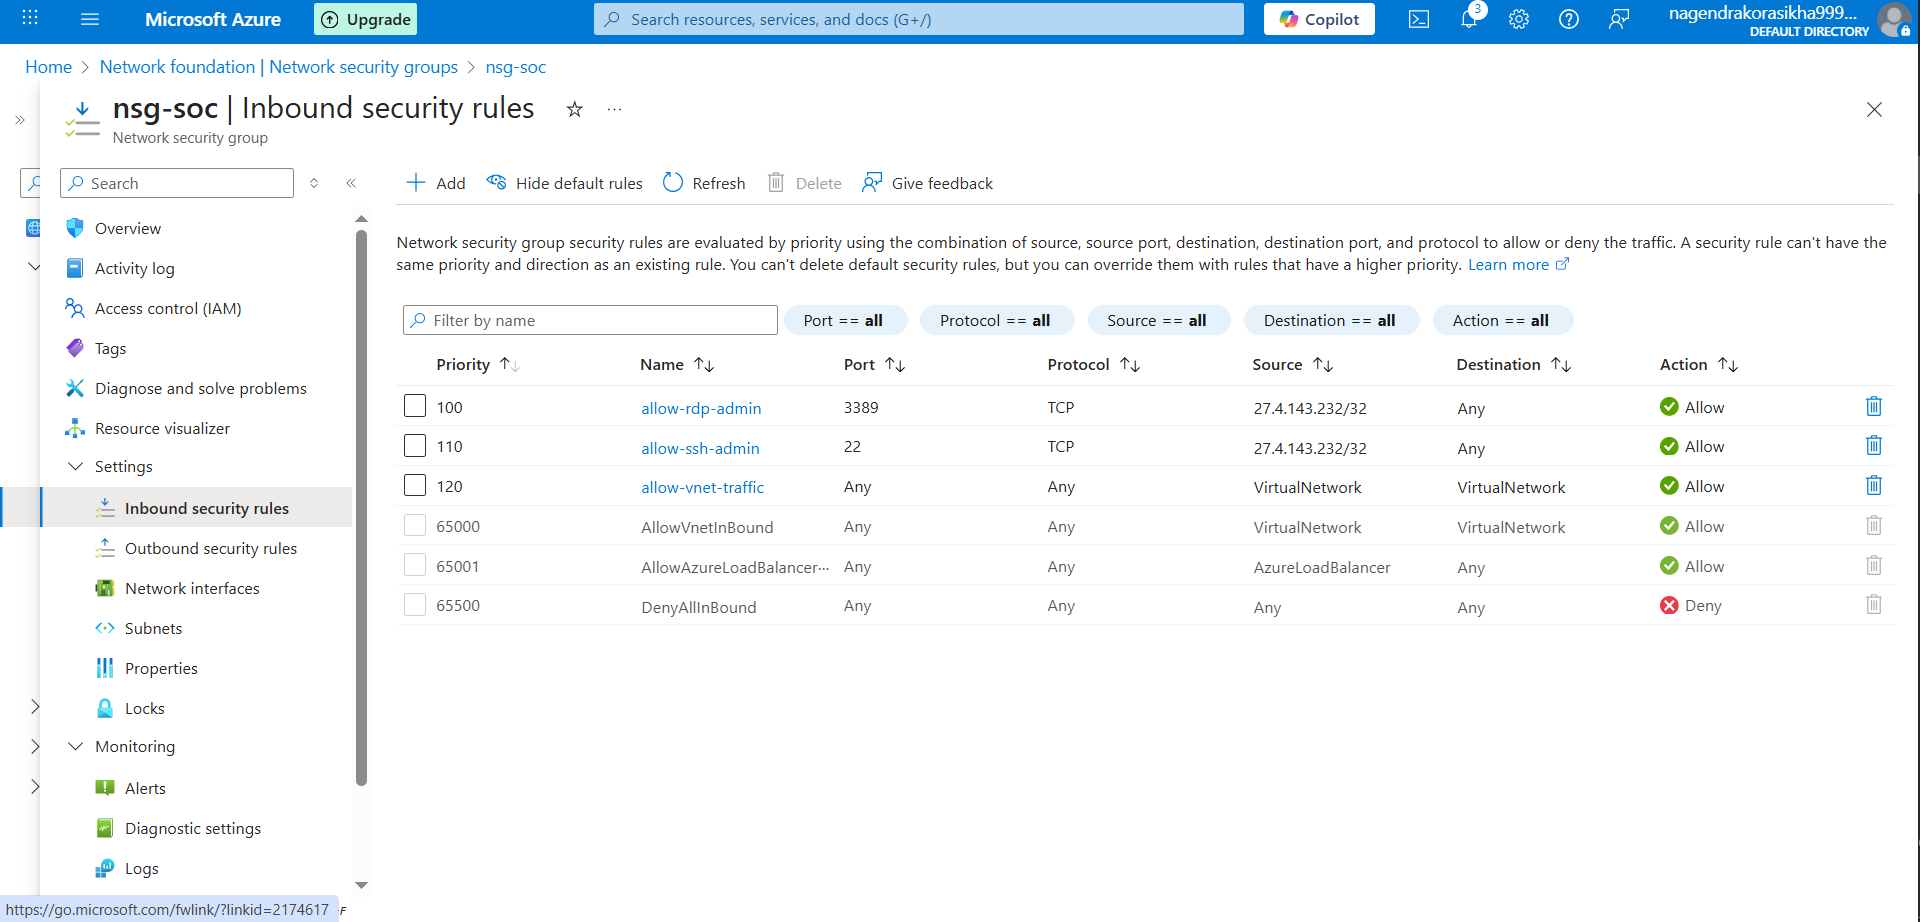 Microsoft Azure
Upgrade
Search resources, services, and docs (G+/)
Copilot
3
nagendrakorasikha999...
DEFAULT DIRECTORY
Home > Network foundation | Network security groups > nsg-soc
nsg-soc | Inbound security rules
Network security group
Search
Overview
Activity log
Access control (IAM)
Tags
Diagnose and solve problems
Resource visualizer
Settings
Inbound security rules
Outbound security rules
Network interfaces
Subnets
Properties
Locks
Monitoring
Alerts
Diagnostic settings
Logs
Add Hide default rules Refresh Delete Give feedback
Network security group security rules are evaluated by priority using the combination of source, source port, destination, destination port, and protocol to allow or deny the traffic. A security rule can't have the
same priority and direction as an existing rule. You can't delete default security rules, but you can override them with rules that have a higher priority. Learn more
Filter by name
Port == all Protocol == all Source == all Destination == all Action == all
Priority Name Port Protocol Source Destination Action
100 allow-rdp-admin 3389 TCP 27.4.143.232/32 Any Allow
110 allow-ssh-admin 22 TCP 27.4.143.232/32 Any Allow
120 allow-vnet-traffic Any Any VirtualNetwork VirtualNetwork Allow
65000 AllowVnetInBound Any Any VirtualNetwork VirtualNetwork Allow
65001 AllowAzureLoadBalancer... Any Any AzureLoadBalancer Any Allow
65500 DenyAllInBound Any Any Any Any Deny
https://go.microsoft.com/fwlink/?linkid=2174617